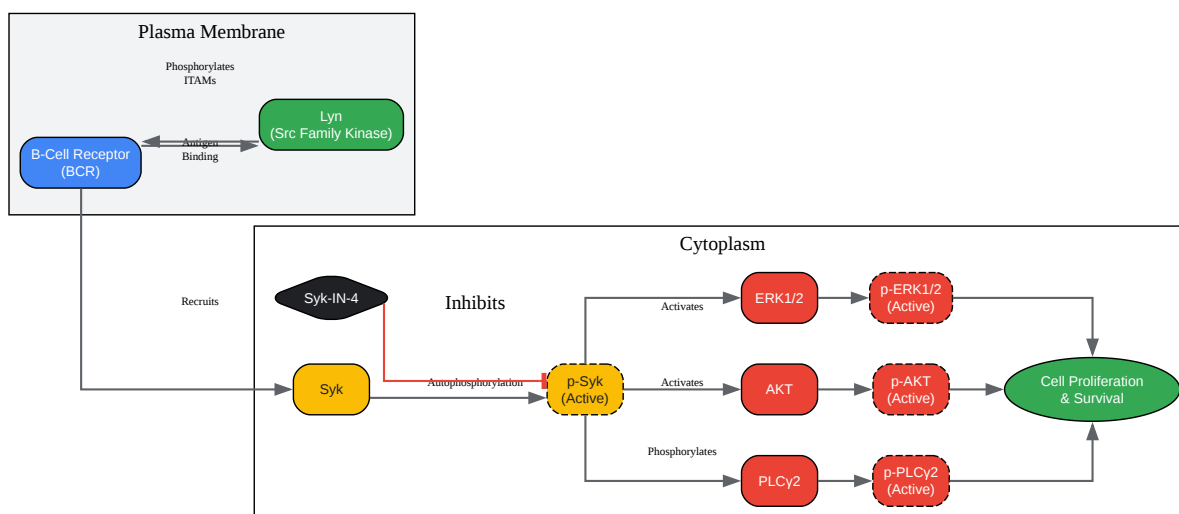 Plasma Membrane
Phosphorylates
ITAMs
Lyn
(Src Family Kinase)
Antigen
Binding
B-Cell Receptor
(BCR)
Cytoplasm
Recruits
Syk-IN-4
Inhibits
ERK1/2
p-ERK1/2
(Active)
Activates
Syk
Autophosphorylation
p-Syk
(Active)
Activates
AKT
p-AKT
(Active)
Cell Proliferation
& Survival
Phosphorylates
PLCγ2
p-PLCγ2
(Active)